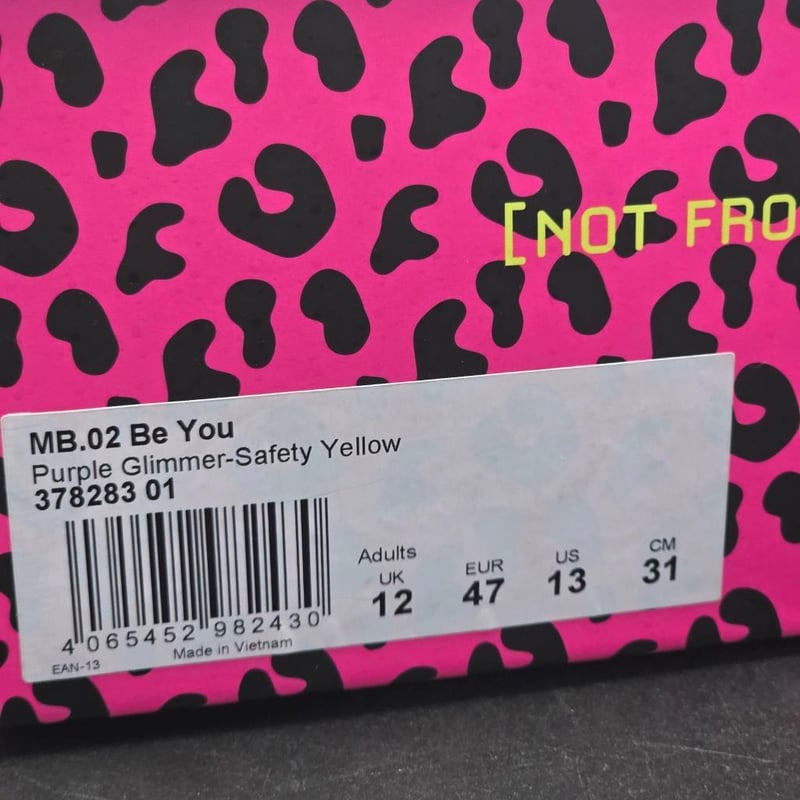 [NOT FRO
MB.02 Be You
Purple Glimmer-Safety Yellow
378283 01
Adults
UK EUR US CM
12 47 13 31
4 065452 982430
EAN-13 Made in Vietnam